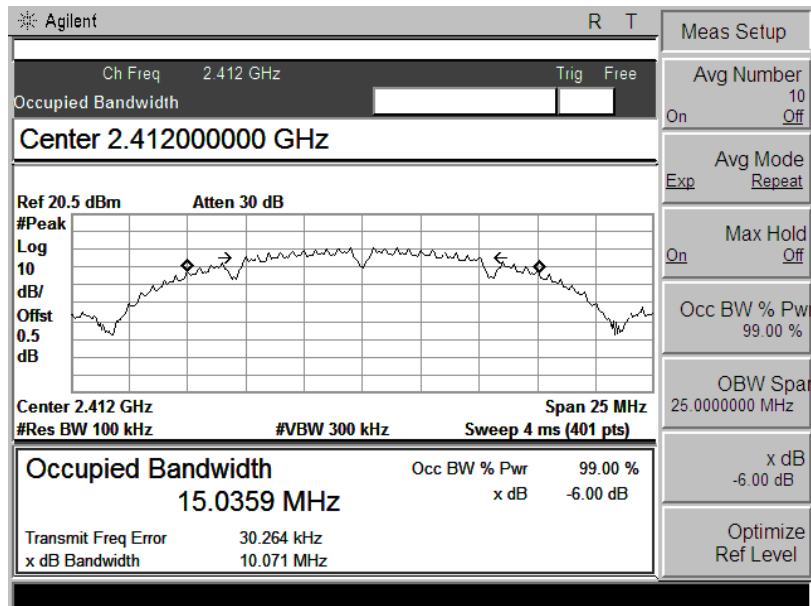 Agilent R T
Meas Setup
Ch Freq 2.412 GHz Trig Free
Occupied Bandwidth
Center 2.412000000 GHz
Ref 20.5 dBm Atten 30 dB
#Peak
Log
10
dB/
Offst
0.5
dB
Center 2.412 GHz Span 25 MHz
#Res BW 100 kHz #VBW 300 kHz Sweep 4 ms (401 pts)
Occupied Bandwidth Occ BW % Pwr 99.00 %
15.0359 MHz x dB -6.00 dB
Transmit Freq Error 30.264 kHz
x dB Bandwidth 10.071 MHz
Avg Number
10
On Off
Avg Mode
Exp Repeat
Max Hold
On Off
Occ BW % Pwr
99.00 %
OBW Span
25.0000000 MHz
x dB
-6.00 dB
Optimize
Ref Level